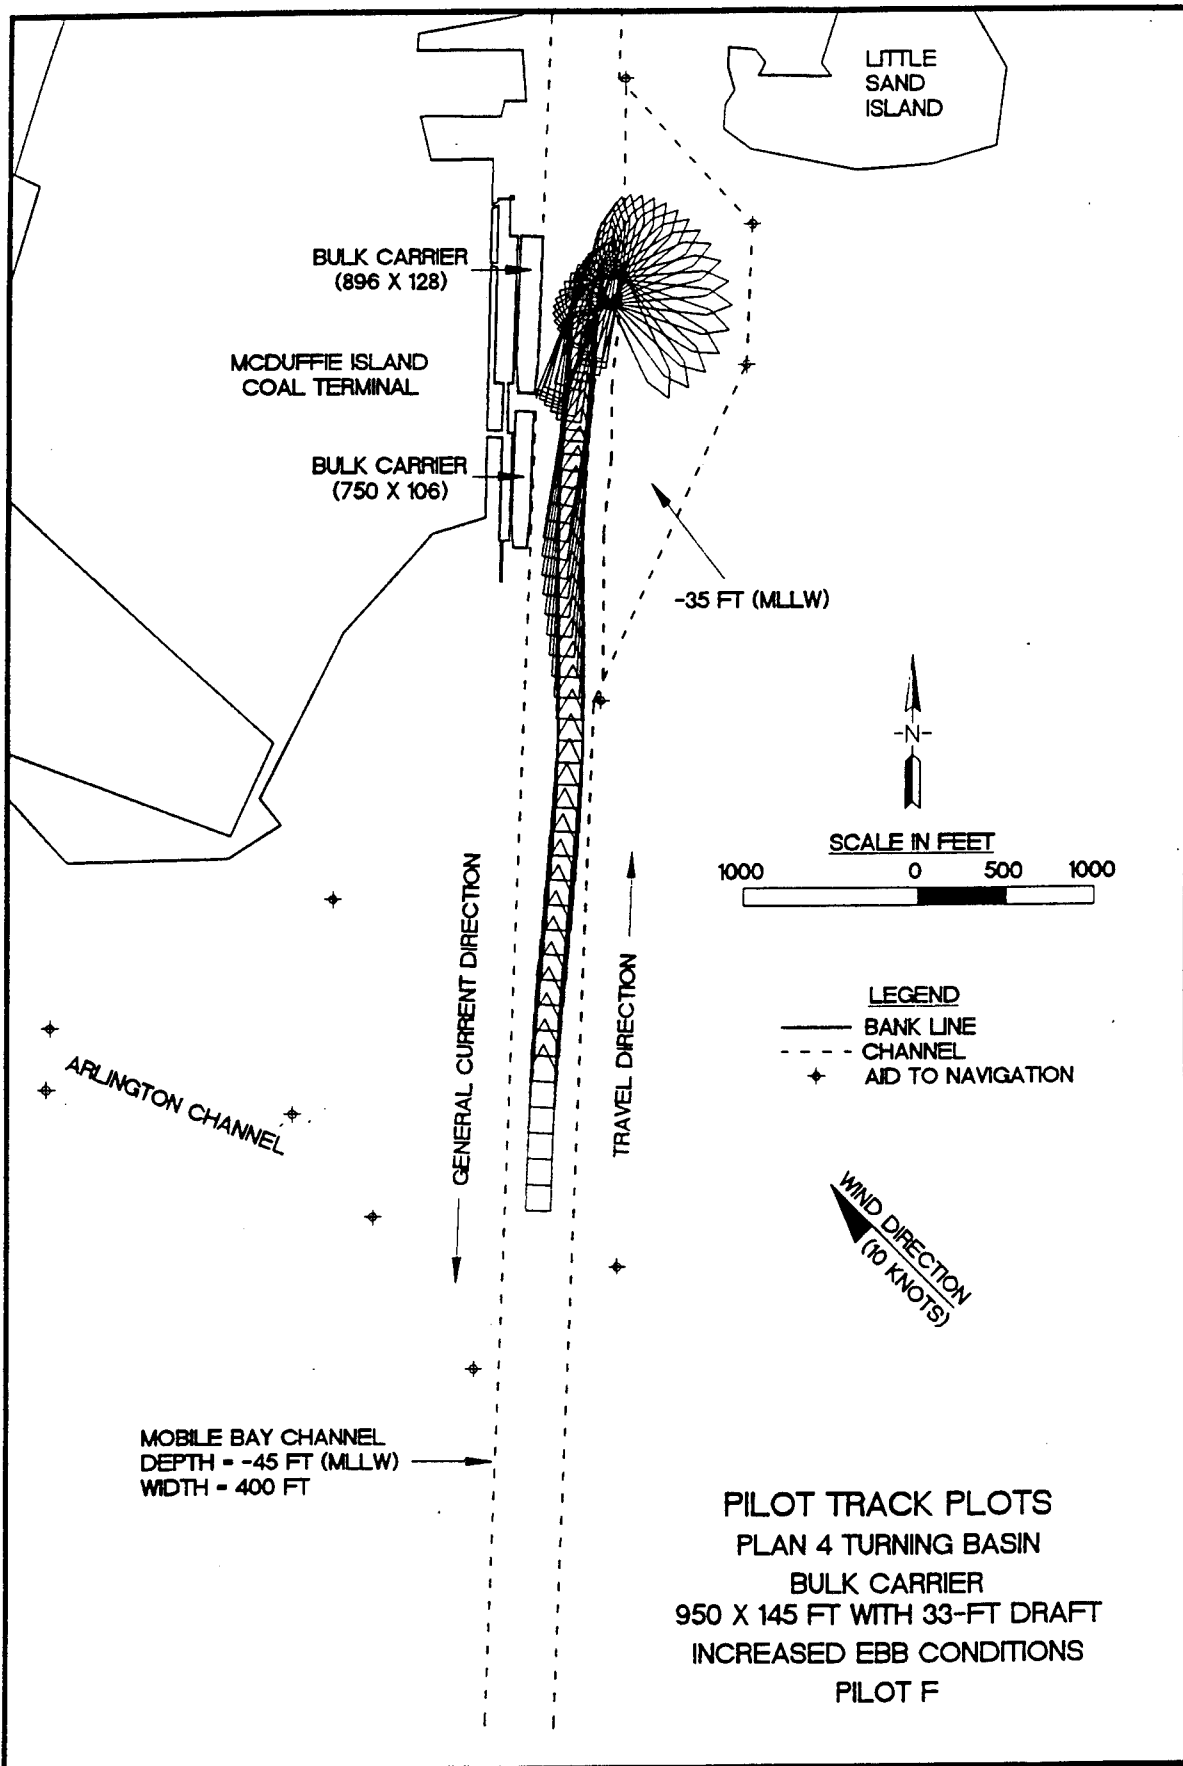 LITTLE
SAND
ISLAND
BULK CARRIER
(896 X 128)
MCDUFFIE ISLAND
COAL TERMINAL
BULK CARRIER
(750 X 106)
-35 FT (MLLW)
-N-
SCALE IN FEET
1000 0 500 1000
LEGEND
BANK LINE
CHANNEL
AID TO NAVIGATION
GENERAL CURRENT DIRECTION
TRAVEL DIRECTION
ARLINGTON CHANNEL
WIND DIRECTION
(10 KNOTS)
MOBILE BAY CHANNEL
DEPTH = -45 FT (MLLW)
WIDTH = 400 FT
PILOT TRACK PLOTS
PLAN 4 TURNING BASIN
BULK CARRIER
950 X 145 FT WITH 33-FT DRAFT
INCREASED EBB CONDITIONS
PILOT F